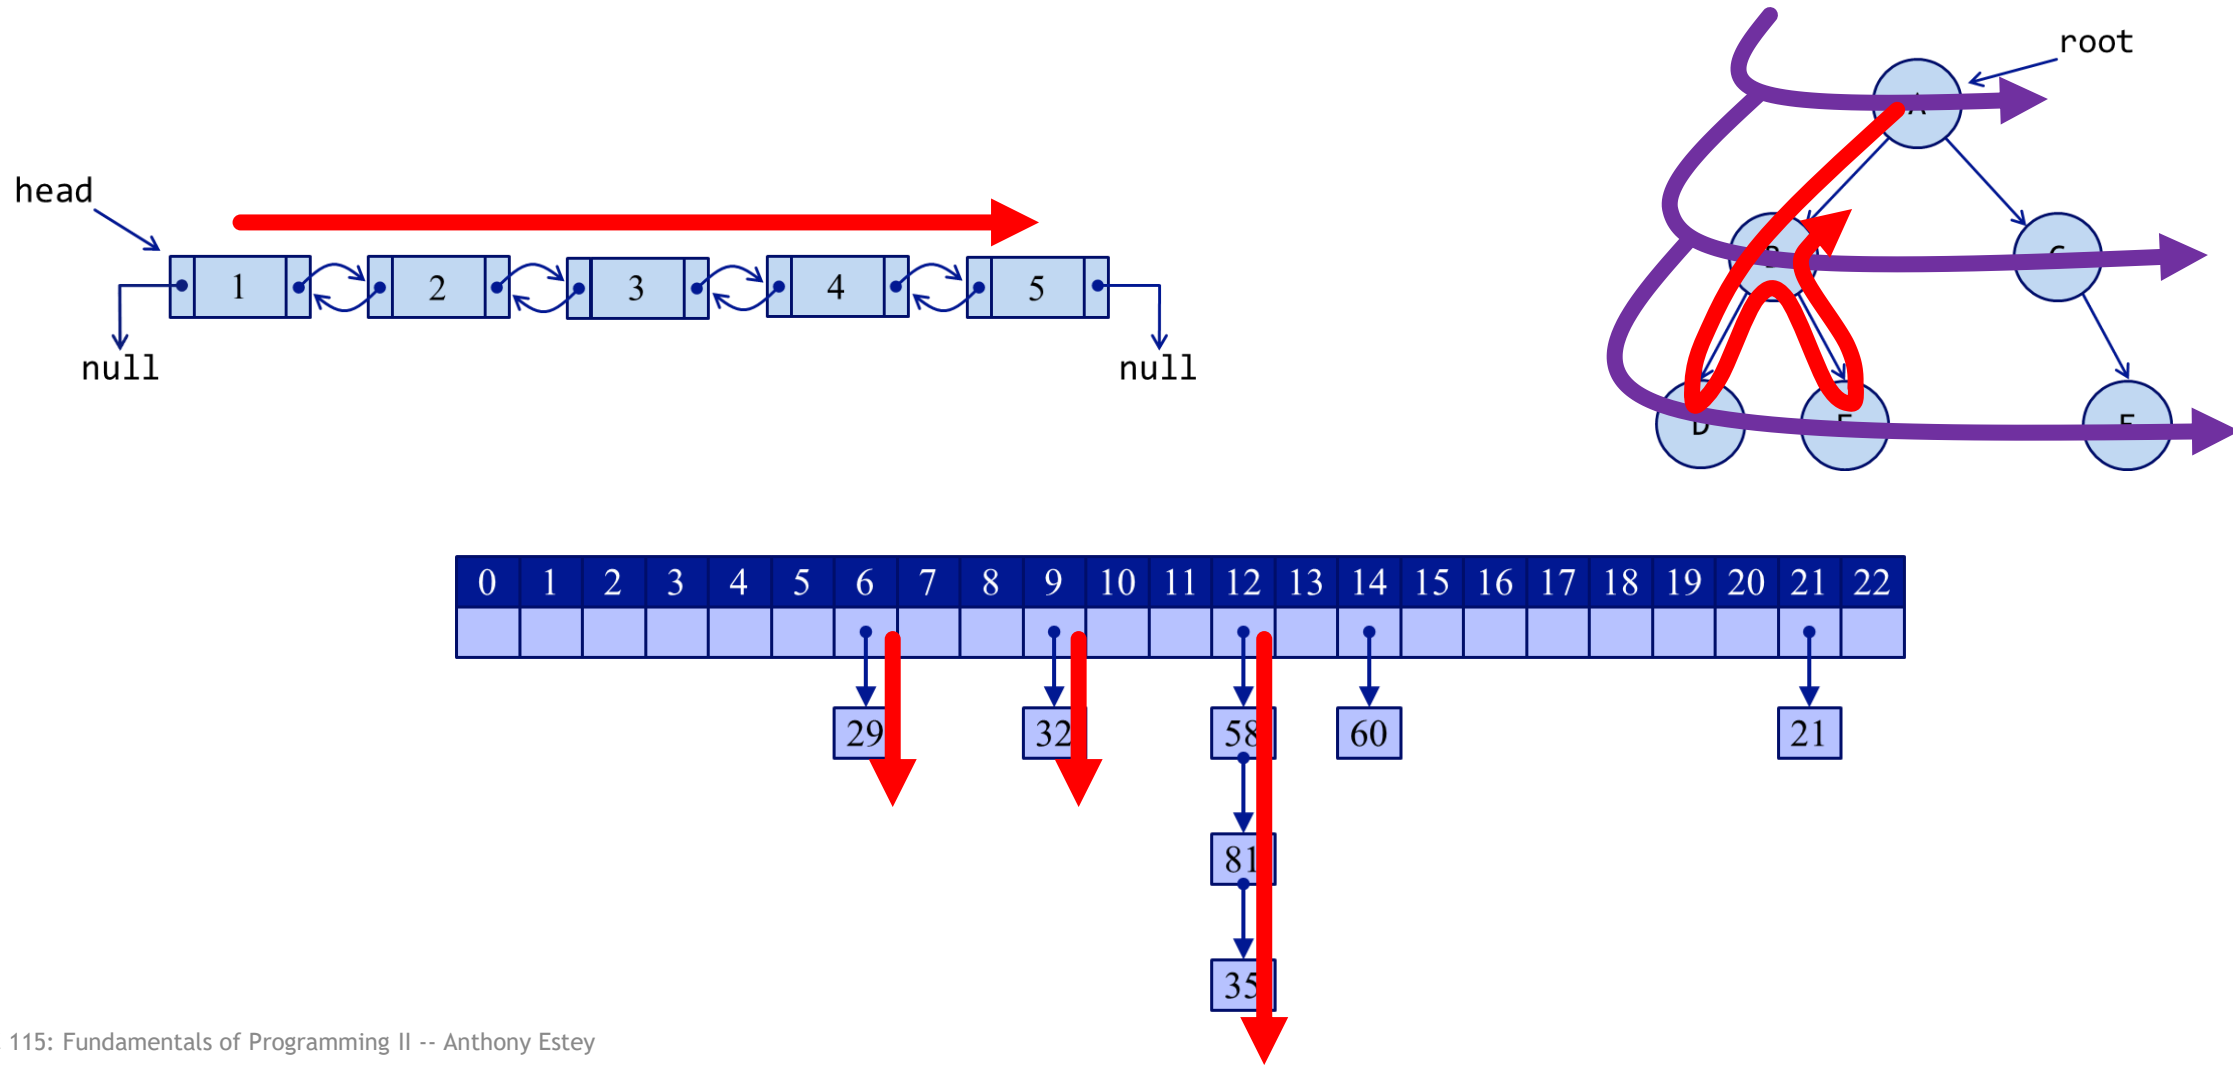 root
A
head
B
C
1 2 3 4 5
null
null
D
0 1 2 3 4 5 6 7 8 9 10 11 12 13 14 15 16 17 18 19 20 21 22
29 32 58 60 21
81
35
115: Fundamentals of Programming II -- Anthony Estey